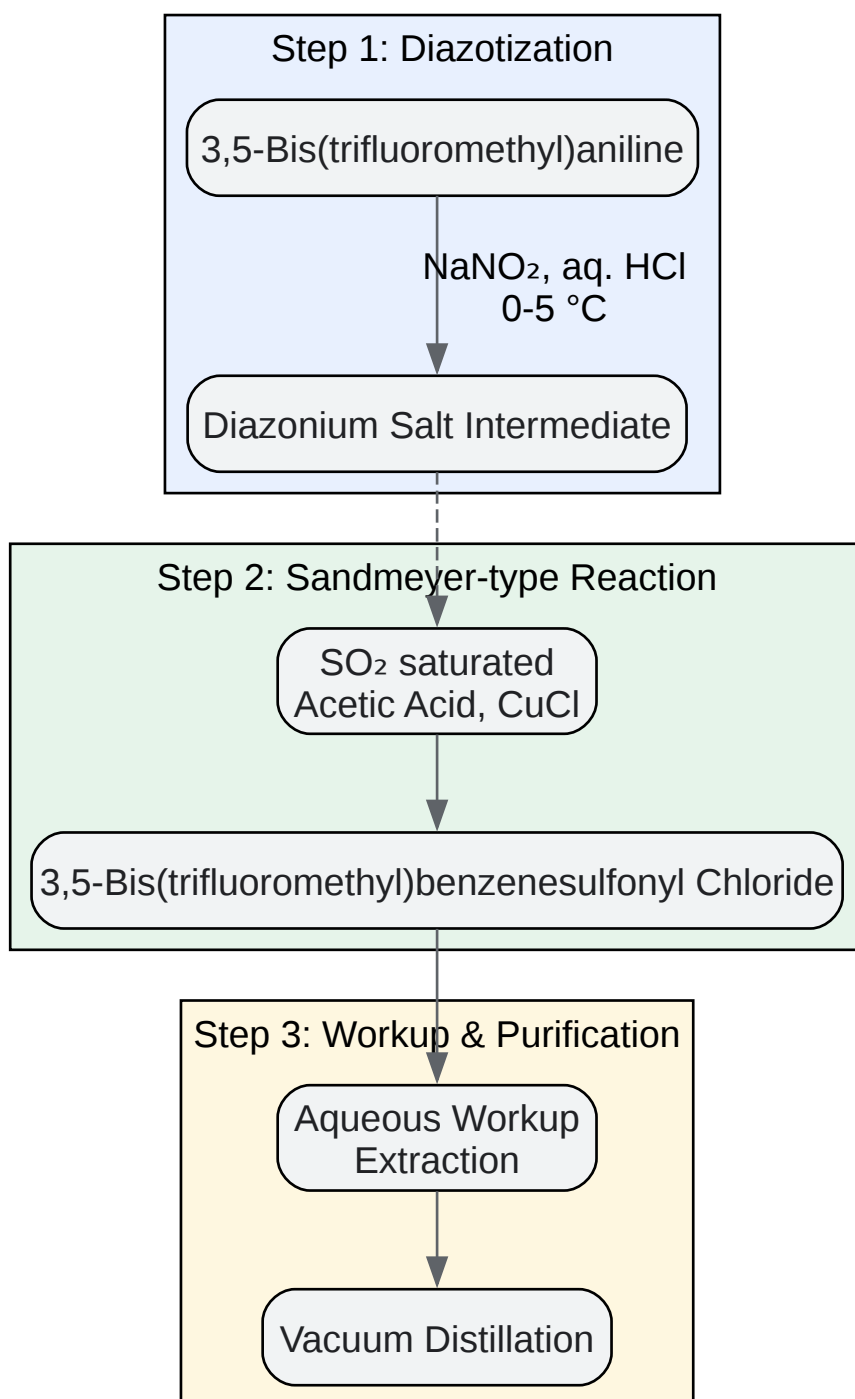 Step 1: Diazotization
3,5-Bis(trifluoromethyl)aniline
NaNO₂, aq. HCl
0-5 °C
Diazonium Salt Intermediate
Step 2: Sandmeyer-type Reaction
SO₂ saturated
Acetic Acid, CuCl
3,5-Bis(trifluoromethyl)benzenesulfonyl Chloride
Step 3: Workup & Purification
Aqueous Workup
Extraction
Vacuum Distillation